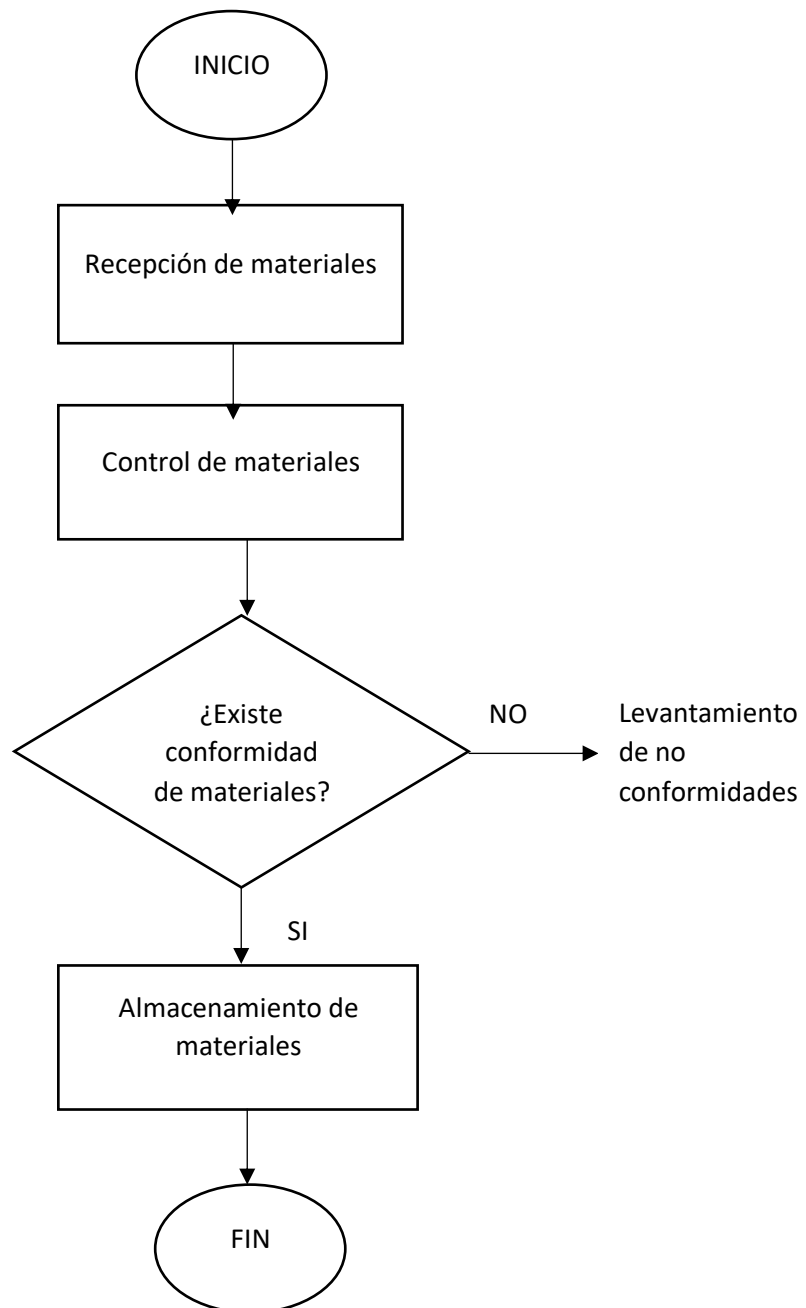 INICIO
Recepción de materiales
Control de materiales
¿Existe
conformidad
de materiales?
NO
Levantamiento
de no
conformidades
SI
Almacenamiento de
materiales
FIN